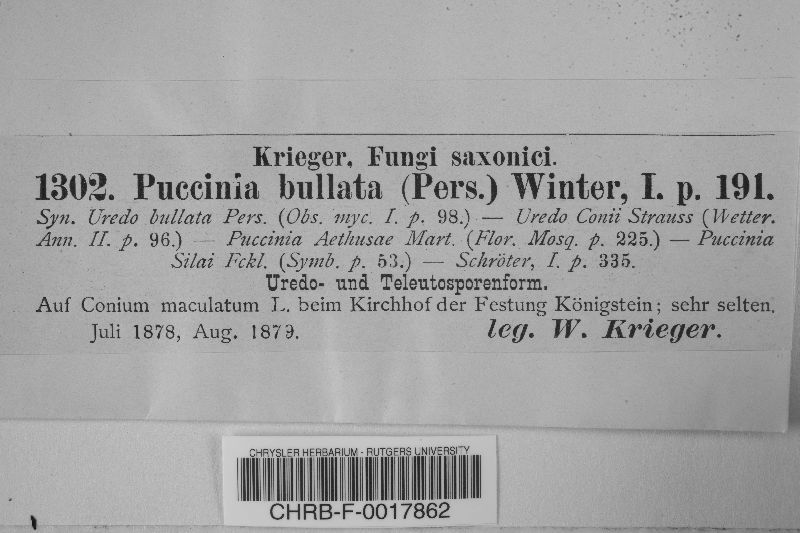 Krieger, Fungi saxonici.
1302. Puccinia bullata (Pers.) Winter, I. p. 191.
Syn. Uredo bullata Pers. (Obs. myc. I. p. 98.) — Uredo Conii Strauss (Wetter.
Ann. II. p. 96.) — Puccinia Aethusae Mart. (Flor. Mosq. p. 225.) — Puccinia
Silai Fckl. (Symb. p. 53.) — Schröter, I. p. 335.
Uredo- und Teleutosporenform.
Auf Conium maculatum L. beim Kirchhof der Festung Königstein; sehr selten.
Juli 1878, Aug. 1879. leg. W. Krieger.
CHRYSLER HERBARIUM - RUTGERS UNIVERSITY
CHRB-F-0017862